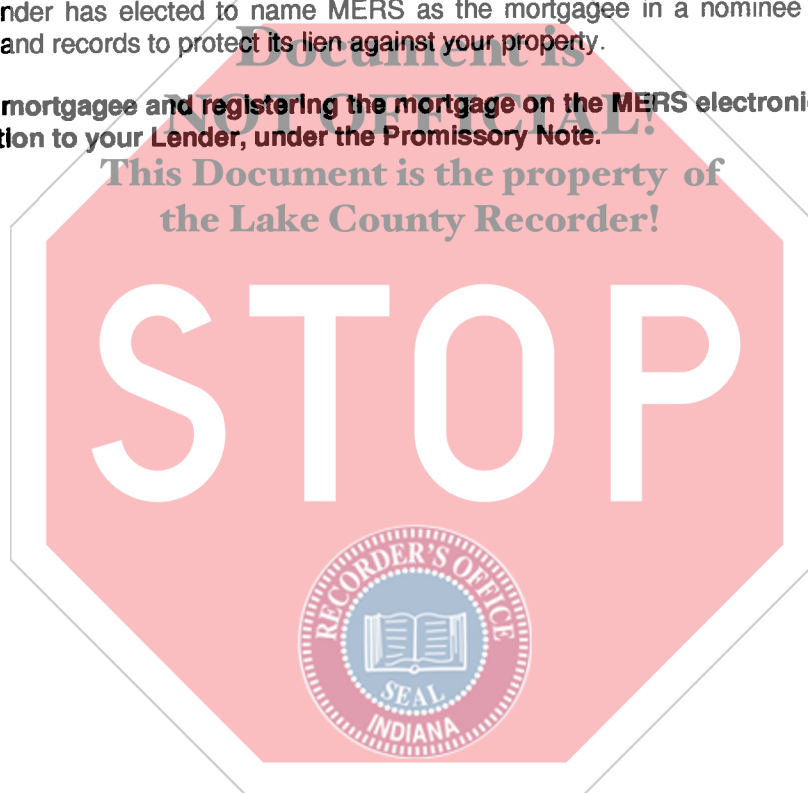 nder has elected to name MERS as the mortgagee in a nominee
and records to protect its lien against your property.
Document is
mortgagee and registering the mortgage on the MERS electroni
NOT OFFICIAL!
tion to your Lender, under the Promissory Note.
This Document is the property of
the Lake County Recorder!
STOP
RECORDER'S OFFICE
SEAL
INDIANA